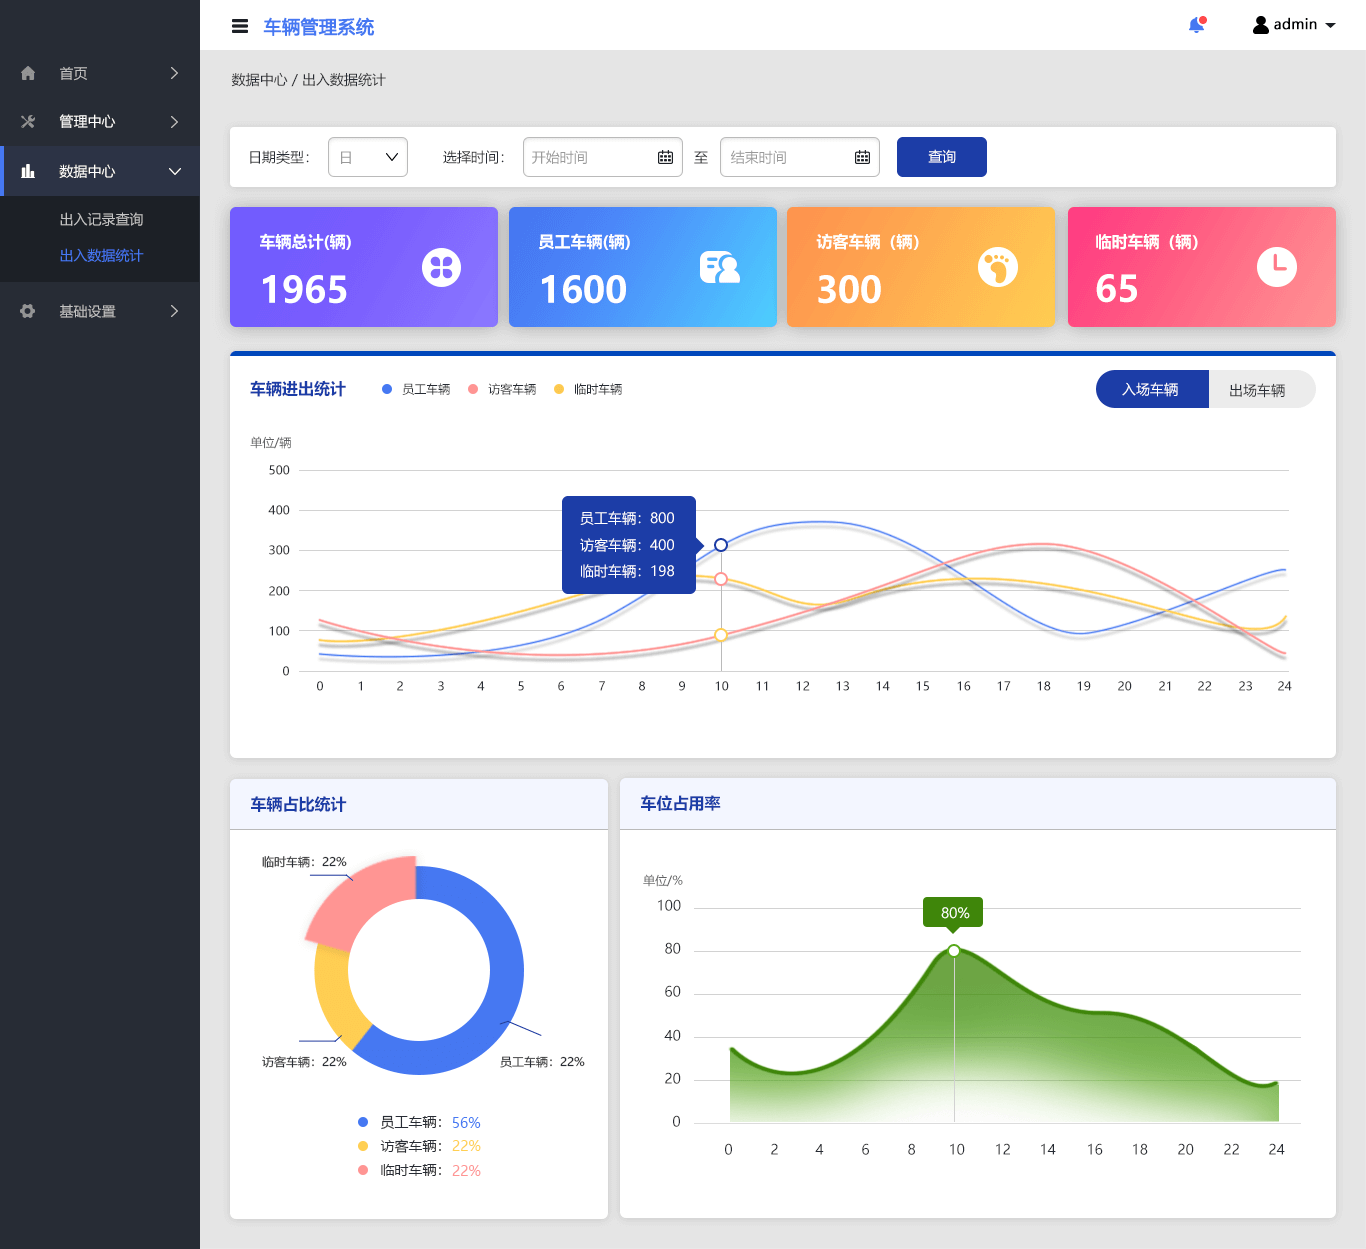 车辆管理系统
admin
首页
管理中心
数据中心
出入记录查询
出入数据统计
基础设置
数据中心 / 出入数据统计
日期类型： 日 选择时间： 开始时间 至 结束时间 查询
车辆总计(辆)
1965
员工车辆(辆)
1600
访客车辆（辆）
300
临时车辆（辆）
65
车辆进出统计 员工车辆 访客车辆 临时车辆 入场车辆 出场车辆
单位/辆
500
400
300
200
100
0
员工车辆：800
访客车辆：400
临时车辆：198
0 1 2 3 4 5 6 7 8 9 10 11 12 13 14 15 16 17 18 19 20 21 22 23 24
车辆占比统计
临时车辆：22%
访客车辆：22%
员工车辆：22%
员工车辆：56%
访客车辆：22%
临时车辆：22%
车位占用率
单位/%
100
80
60
40
20
0
80%
0 2 4 6 8 10 12 14 16 18 20 22 24